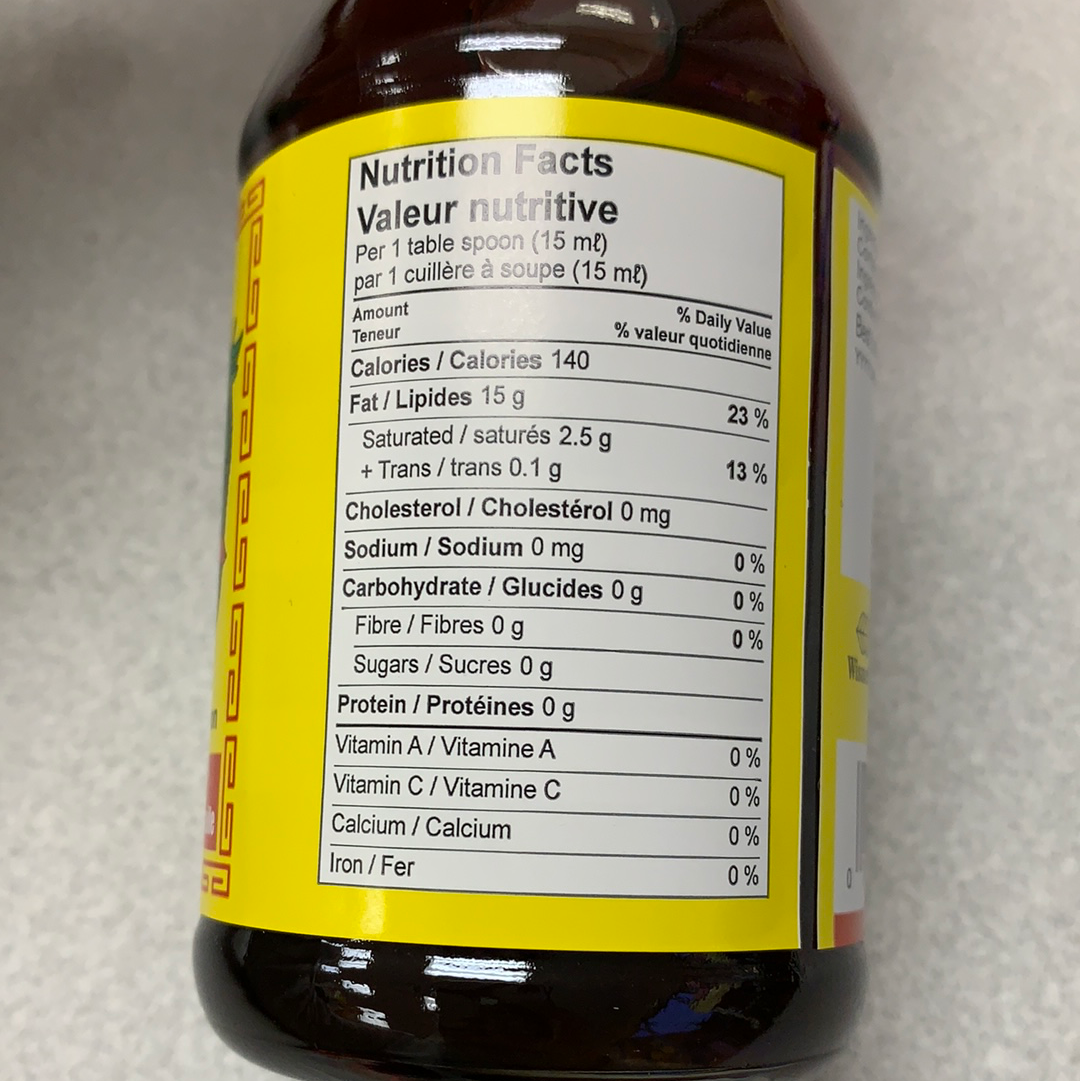 Nutrition Facts
Valeur nutritive
Per 1 table spoon (15 mℓ)
par 1 cuillère à soupe (15 mℓ)
Amount % Daily Value
Teneur % valeur quotidienne
Calories / Calories 140
Fat / Lipides 15 g 23 %
Saturated / saturés 2.5 g
+ Trans / trans 0.1 g 13 %
Cholesterol / Cholestérol 0 mg
Sodium / Sodium 0 mg 0 %
Carbohydrate / Glucides 0 g 0 %
Fibre / Fibres 0 g 0 %
Sugars / Sucres 0 g
Protein / Protéines 0 g
Vitamin A / Vitamine A 0 %
Vitamin C / Vitamine C 0 %
Calcium / Calcium 0 %
Iron / Fer 0 %
0